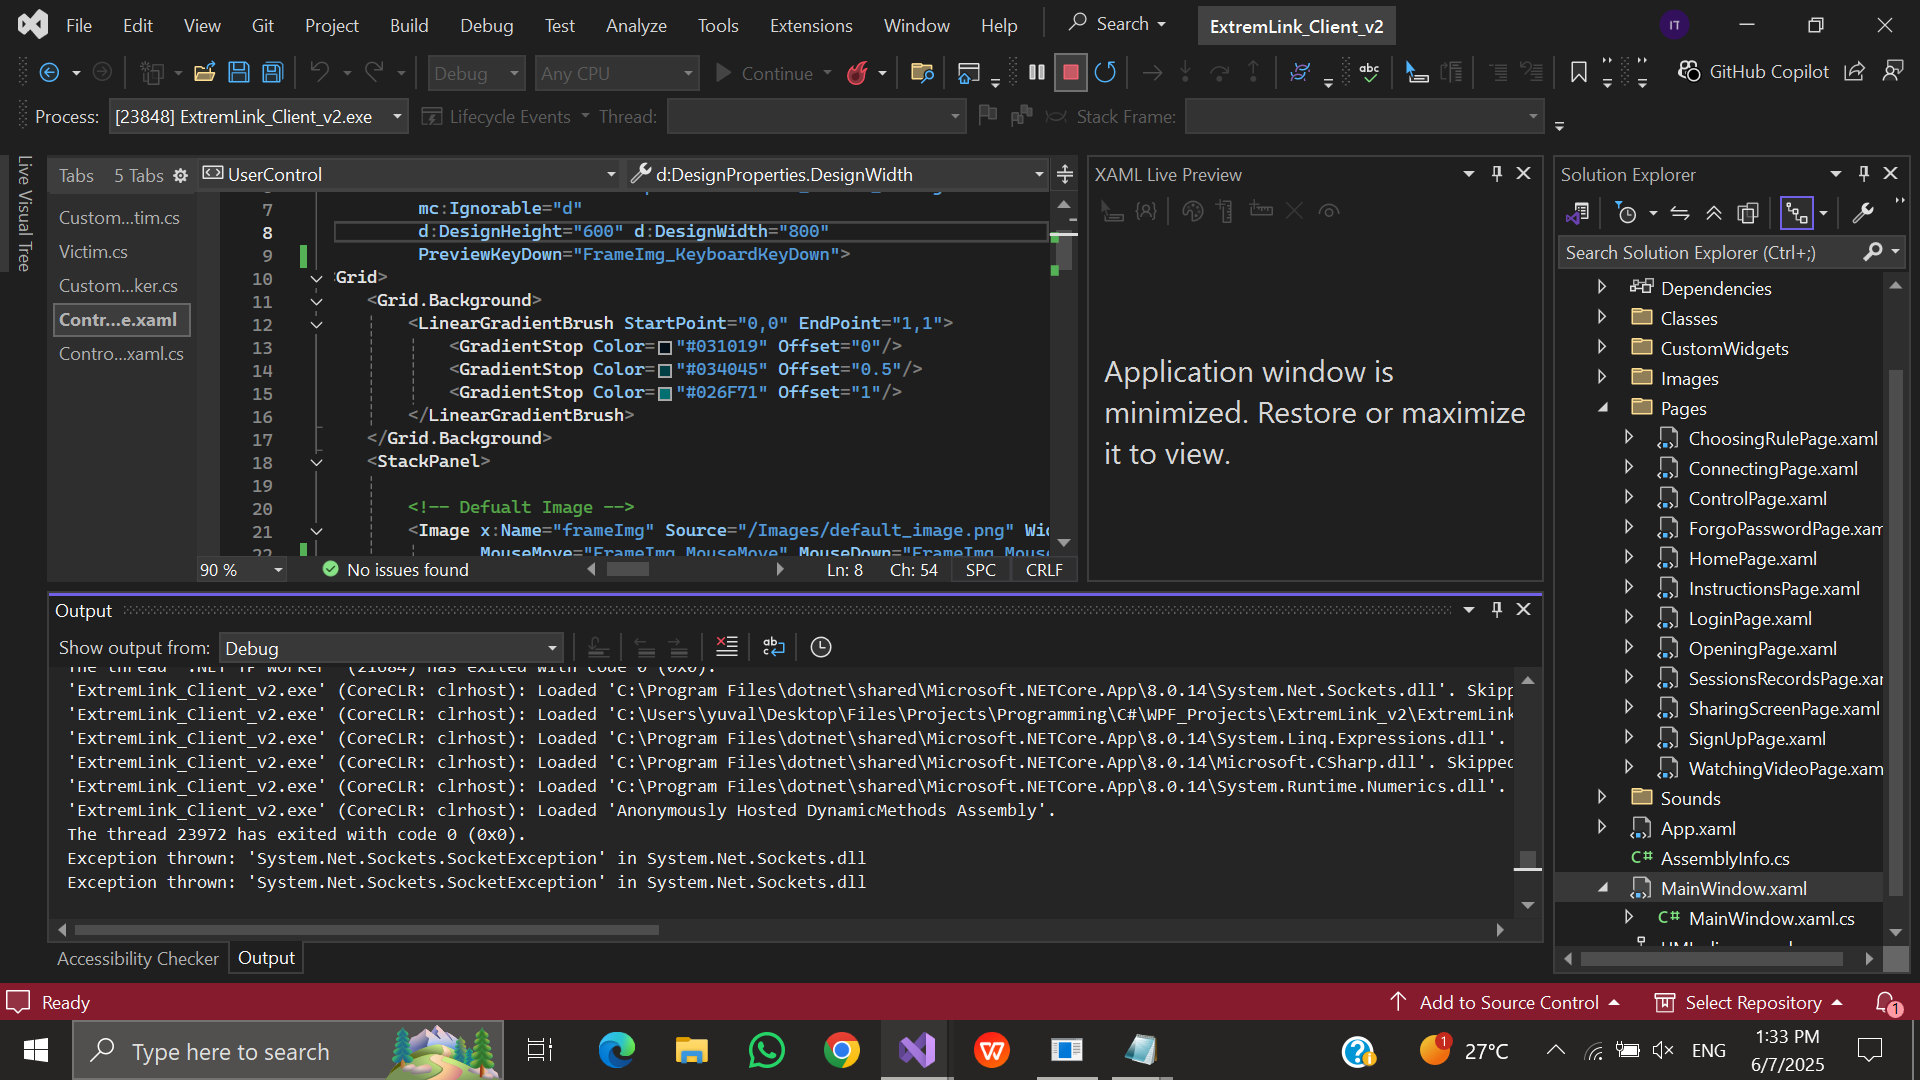 File Edit View Git Project Build Debug Test Analyze Tools Extensions Window Help Search ExtremLink_Client_v2 IT
Debug Any CPU Continue abc GitHub Copilot
Process: [23848] ExtremLink_Client_v2.exe Lifecycle Events Thread: Stack Frame:
Live Visual Tree
Tabs 5 Tabs
Custom...tim.cs
Victim.cs
Custom...ker.cs
Contr...e.xaml
Contro...xaml.cs
UserControl d:DesignProperties.DesignWidth
7 mc:Ignorable="d"
8 d:DesignHeight="600" d:DesignWidth="800"
9 PreviewKeyDown="FrameImg_KeyboardKeyDown">
10 Grid>
11 <Grid.Background>
12 <LinearGradientBrush StartPoint="0,0" EndPoint="1,1">
13 <GradientStop Color="#031019" Offset="0"/>
14 <GradientStop Color="#034045" Offset="0.5"/>
15 <GradientStop Color="#026F71" Offset="1"/>
16 </LinearGradientBrush>
17 </Grid.Background>
18 <StackPanel>
19
20 <!-- Defualt Image -->
21 <Image x:Name="frameImg" Source="/Images/default_image.png" Wid
22 MouseMove="FrameImg_MouseMove" MouseDown="FrameImg_Mous
90 % No issues found Ln: 8 Ch: 54 SPC CRLF
XAML Live Preview
Application window is
minimized. Restore or maximize
it to view.
Solution Explorer
Search Solution Explorer (Ctrl+;)
Dependencies
Classes
CustomWidgets
Images
Pages
ChoosingRulePage.xaml
ConnectingPage.xaml
ControlPage.xaml
ForgoPasswordPage.xam
HomePage.xaml
InstructionsPage.xaml
LoginPage.xaml
OpeningPage.xaml
SessionsRecordsPage.xar
SharingScreenPage.xaml
SignUpPage.xaml
WatchingVideoPage.xam
Sounds
App.xaml
C# AssemblyInfo.cs
MainWindow.xaml
C# MainWindow.xaml.cs
Output
Show output from: Debug
The thread '.NET TP Worker' (21684) has exited with code 0 (0x0).
'ExtremLink_Client_v2.exe' (CoreCLR: clrhost): Loaded 'C:\Program Files\dotnet\shared\Microsoft.NETCore.App\8.0.14\System.Net.Sockets.dll'. Skipp
'ExtremLink_Client_v2.exe' (CoreCLR: clrhost): Loaded 'C:\Users\yuval\Desktop\Files\Projects\Programming\C#\WPF_Projects\ExtremLink_v2\ExtremLink
'ExtremLink_Client_v2.exe' (CoreCLR: clrhost): Loaded 'C:\Program Files\dotnet\shared\Microsoft.NETCore.App\8.0.14\System.Linq.Expressions.dll'.
'ExtremLink_Client_v2.exe' (CoreCLR: clrhost): Loaded 'C:\Program Files\dotnet\shared\Microsoft.NETCore.App\8.0.14\Microsoft.CSharp.dll'. Skipped
'ExtremLink_Client_v2.exe' (CoreCLR: clrhost): Loaded 'C:\Program Files\dotnet\shared\Microsoft.NETCore.App\8.0.14\System.Runtime.Numerics.dll'.
'ExtremLink_Client_v2.exe' (CoreCLR: clrhost): Loaded 'Anonymously Hosted DynamicMethods Assembly'.
The thread 23972 has exited with code 0 (0x0).
Exception thrown: 'System.Net.Sockets.SocketException' in System.Net.Sockets.dll
Exception thrown: 'System.Net.Sockets.SocketException' in System.Net.Sockets.dll
Accessibility Checker Output
Ready Add to Source Control Select Repository 1
Type here to search 1 27°C ENG 1:33 PM
6/7/2025